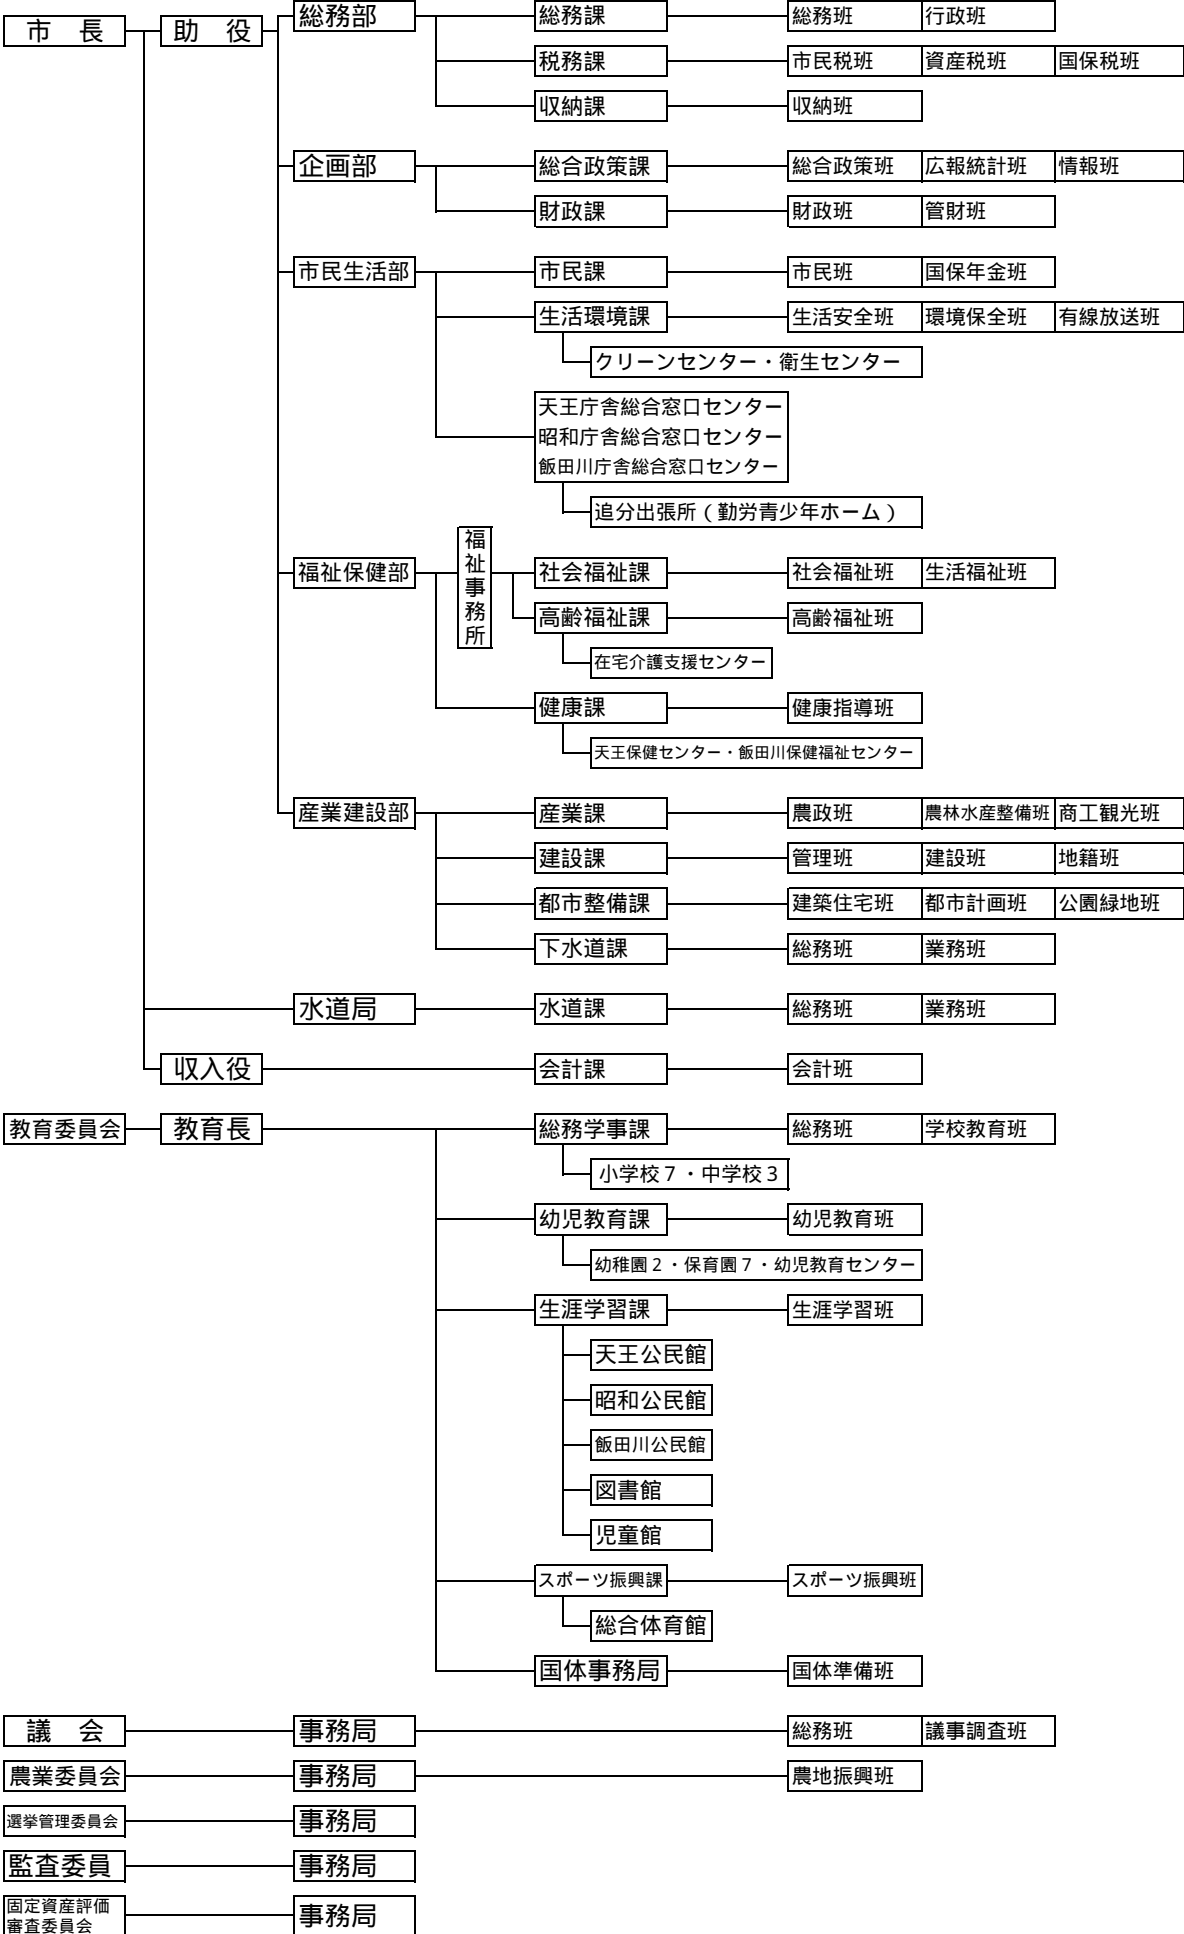 市　長 助　役 総務部 総務課 総務班 行政班
税務課 市民税班 資産税班 国保税班
収納課 収納班
企画部 総合政策課 総合政策班 広報統計班 情報班
財政課 財政班 管財班
市民生活部 市民課 市民班 国保年金班
生活環境課 生活安全班 環境保全班 有線放送班
クリーンセンター・衛生センター
天王庁舎総合窓口センター
昭和庁舎総合窓口センター
飯田川庁舎総合窓口センター
追分出張所（勤労青少年ホーム）
福祉保健部 福祉事務所 社会福祉課 社会福祉班 生活福祉班
高齢福祉課 高齢福祉班
在宅介護支援センター
健康課 健康指導班
天王保健センター・飯田川保健福祉センター
産業建設部 産業課 農政班 農林水産整備班 商工観光班
建設課 管理班 建設班 地籍班
都市整備課 建築住宅班 都市計画班 公園緑地班
下水道課 総務班 業務班
水道局 水道課 総務班 業務班
収入役 会計課 会計班
教育委員会 教育長 総務学事課 総務班 学校教育班
小学校７・中学校３
幼児教育課 幼児教育班
幼稚園２・保育園７・幼児教育センター
生涯学習課 生涯学習班
天王公民館
昭和公民館
飯田川公民館
図書館
児童館
スポーツ振興課 スポーツ振興班
総合体育館
国体事務局 国体準備班
議　会 事務局 総務班 議事調査班
農業委員会 事務局 農地振興班
選挙管理委員会 事務局
監査委員 事務局
固定資産評価
審査委員会 事務局